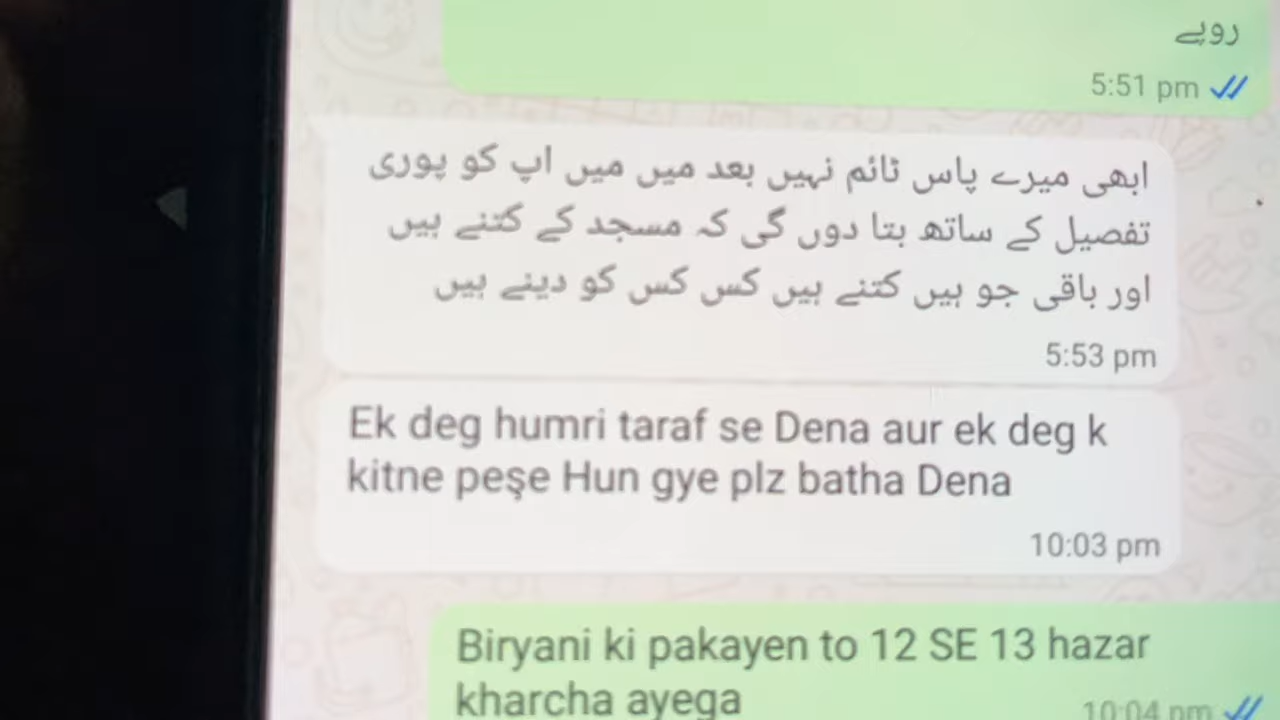 روپے
5:51 pm
ابھی میرے پاس ٹائم نہیں بعد میں میں اپ کو پوری
تفصیل کے ساتھ بتا دوں گی کہ مسجد کے کتنے ہیں
اور باقی جو ہیں کتنے ہیں کس کس کو دینے ہیں
5:53 pm
Ek deg humri taraf se Dena aur ek deg k
kitne peşe Hun gye plz batha Dena
10:03 pm
Biryani ki pakayen to 12 SE 13 hazar
kharcha ayega
10:04 pm